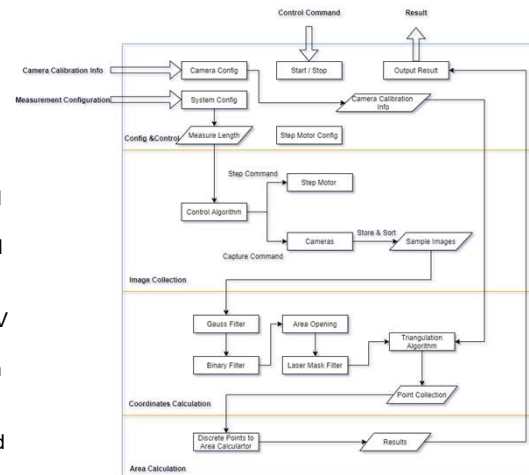 Control Command
Result
Camera Calibration Info
Camera Config
Start / Stop
Output Result
Measurement Configuration
System Config
Camera Calibration
Info
Config &Control
Measure Length
Step Motor Config
Step Command
Step Motor
Control Algorithm
Store & Sort
Cameras
Sample Images
Capture Command
Image Collection
Gauss Filter
Area Opening
Triangulation
Algorithm
Binary Filter
Laser Mask Filter
Point Collection
Coordinates Calculation
Discrete Points to
Area Calculartor
Results
Area Calculation